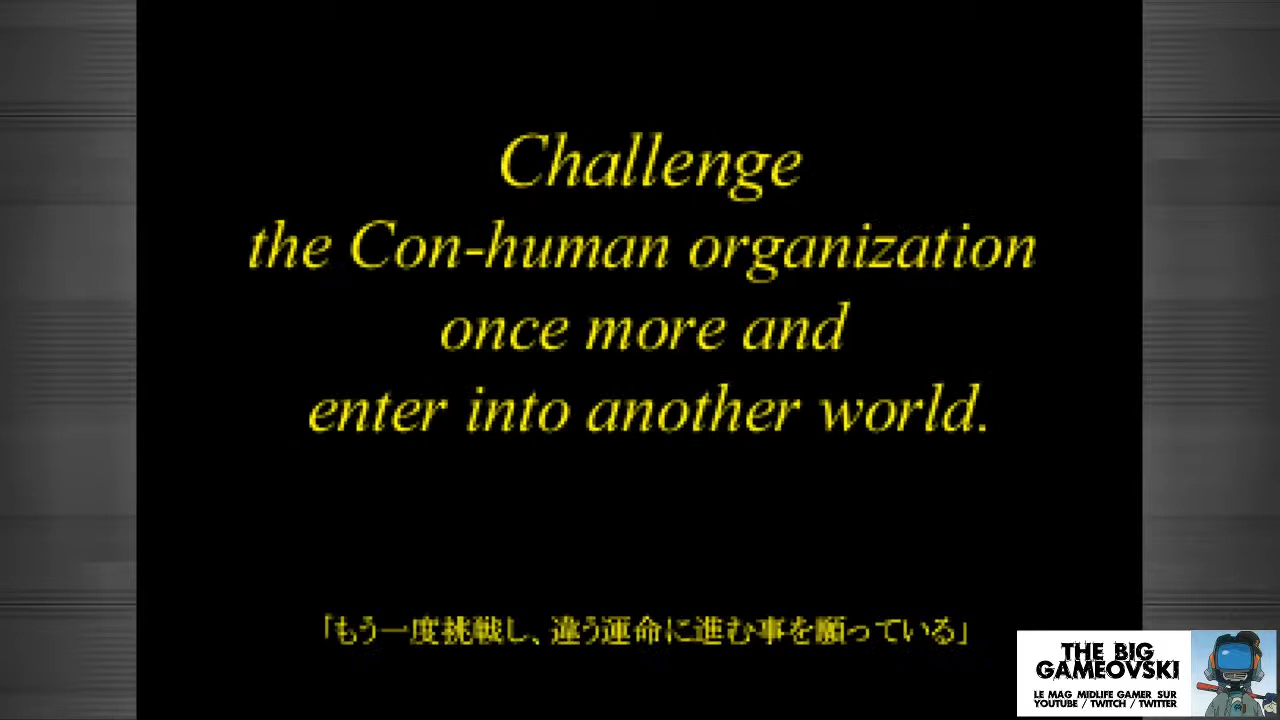 Challenge
the Con-human organization
once more and
enter into another world.
「もう一度挑戦し、違う運命に進む事を願っている」
THE BIG
GAMEOVSKI
LE MAG MIDLIFE GAMER SUR
YOUTUBE / TWITCH / TWITTER